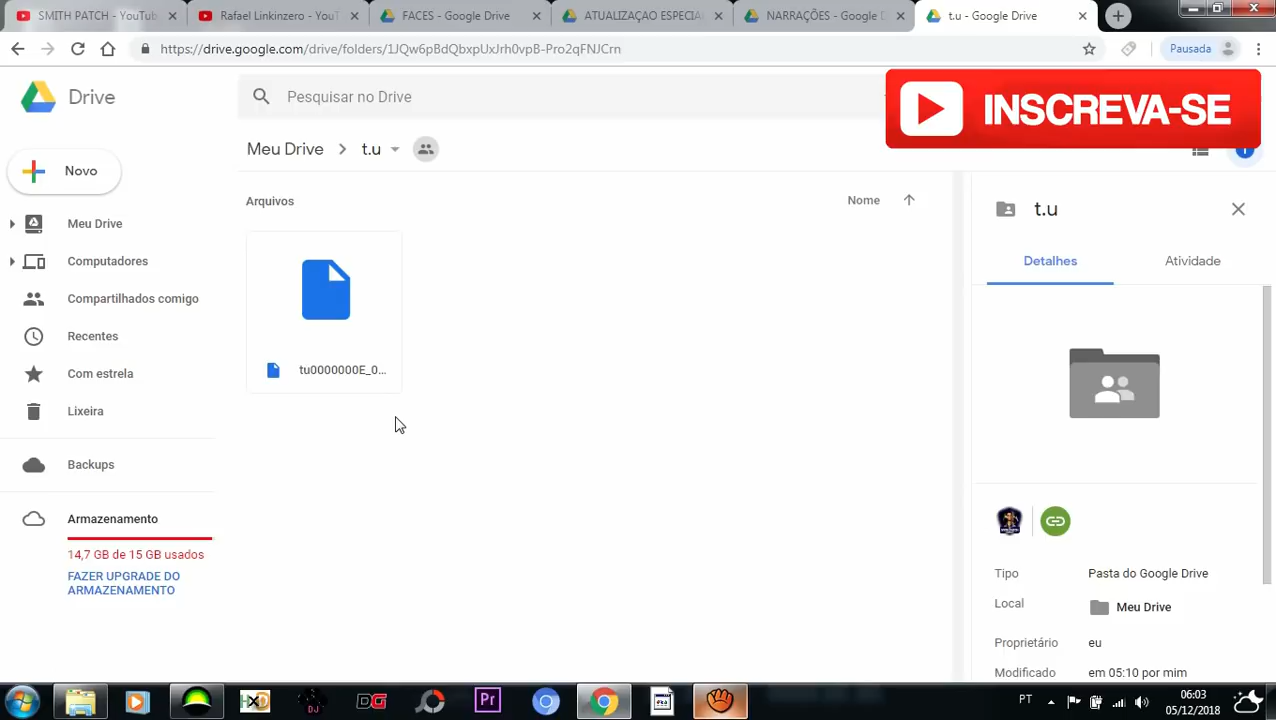 SMITH PATCH - YouTub
Rafael Linkinzero - YouT
FACES - Google Drive
ATUALIZAÇAO ESPECIA
NARRAÇÕES - Google D
t.u - Google Drive
https://drive.google.com/drive/folders/1JQw6pBdQbxpUxJrh0vpB-Pro2qFNJCrn
Pausada
Drive
Pesquisar no Drive
INSCREVA-SE
Meu Drive
t.u
Novo
Arquivos
Nome
t.u
Meu Drive
Computadores
Detalhes
Atividade
Compartilhados comigo
Recentes
tu0000000E_0...
Com estrela
Lixeira
Backups
Armazenamento
14,7 GB de 15 GB usados
FAZER UPGRADE DO
ARMAZENAMENTO
Tipo
Pasta do Google Drive
Local
Meu Drive
Proprietário
eu
Modificado
em 05:10 por mim
DJ
DG
Pr
PT
06:03
05/12/2018